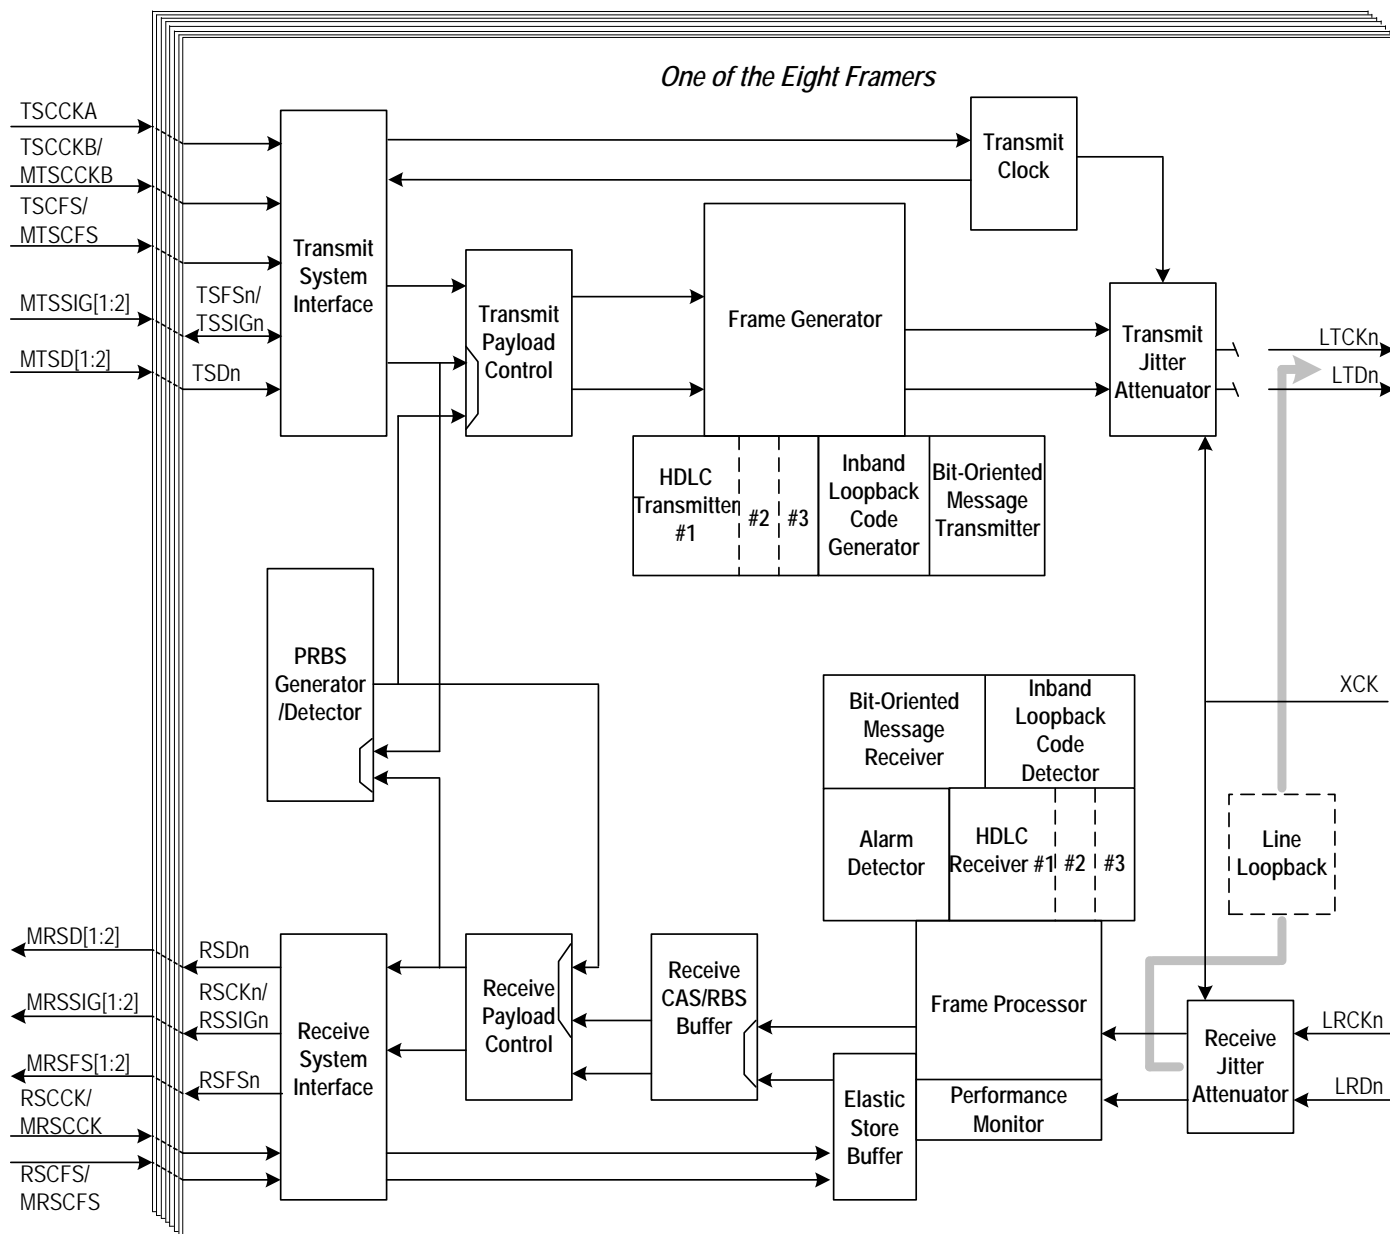 One of the Eight Framers
TSCCKA
TSCCKB/
MTSCCKB
TSCFS/
MTSCFS
MTSSIG[1:2]
MTSD[1:2]
TSFSn/
TSSIGn
TSDn
Transmit
System
Interface
Transmit
Payload
Control
Frame Generator
Transmit
Clock
Transmit
Jitter
Attenuator
LTCKn
LTDn
HDLC
Transmitter
#1
#2
#3
Inband
Loopback
Code
Generator
Bit-Oriented
Message
Transmitter
PRBS
Generator
/Detector
XCK
Bit-Oriented
Message
Receiver
Inband
Loopback
Code
Detector
Alarm
Detector
HDLC
Receiver #1
#2
#3
Line
Loopback
MRSD[1:2]
MRSSIG[1:2]
MRSFS[1:2]
RSCCK/
MRSCCK
RSCFS/
MRSCFS
RSDn
RSCKn/
RSSIGn
RSFSn
Receive
System
Interface
Receive
Payload
Control
Receive
CAS/RBS
Buffer
Elastic
Store
Buffer
Frame Processor
Performance
Monitor
Receive
Jitter
Attenuator
LRCKn
LRDn